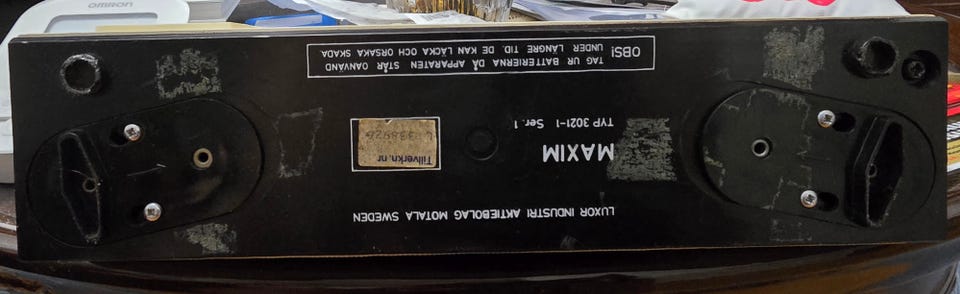 LUXOR INDUSTRI AKTIEBOLAG MOTALA SWEDEN
MAXIM
TYP 3021-1 Ser. 1
Tillverkn.nr
OBS!
TAG UR BATTERIERNA DÅ APPARATEN STÅR OANVÄND
UNDER LÄNGRE TID. DE KAN LÄCKA OCH ORSAKA SKADA.
OMRON